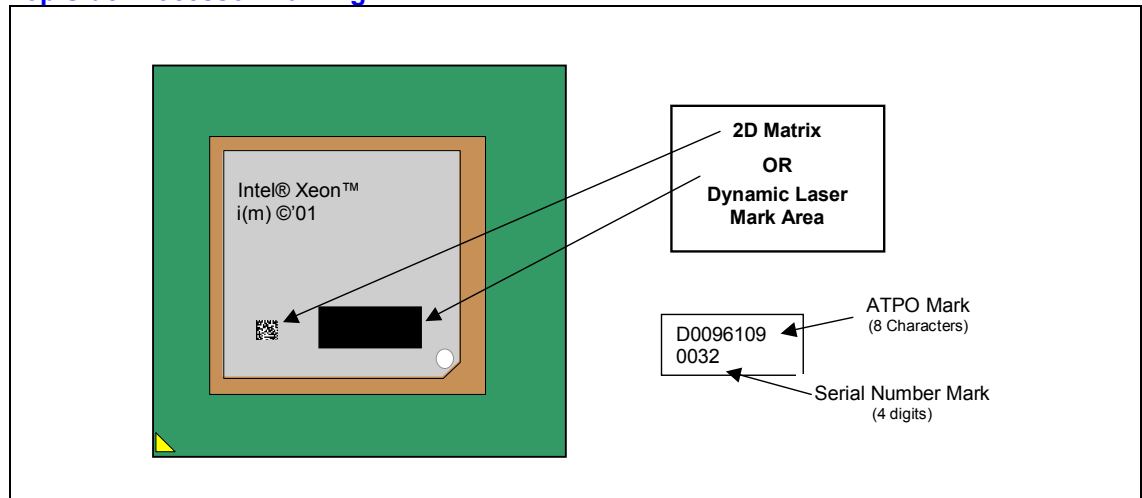 Intel® Xeon™
i(m) ©'01
2D Matrix
OR
Dynamic Laser
Mark Area
ATPO Mark
(8 Characters)
D0096109
0032
Serial Number Mark
(4 digits)